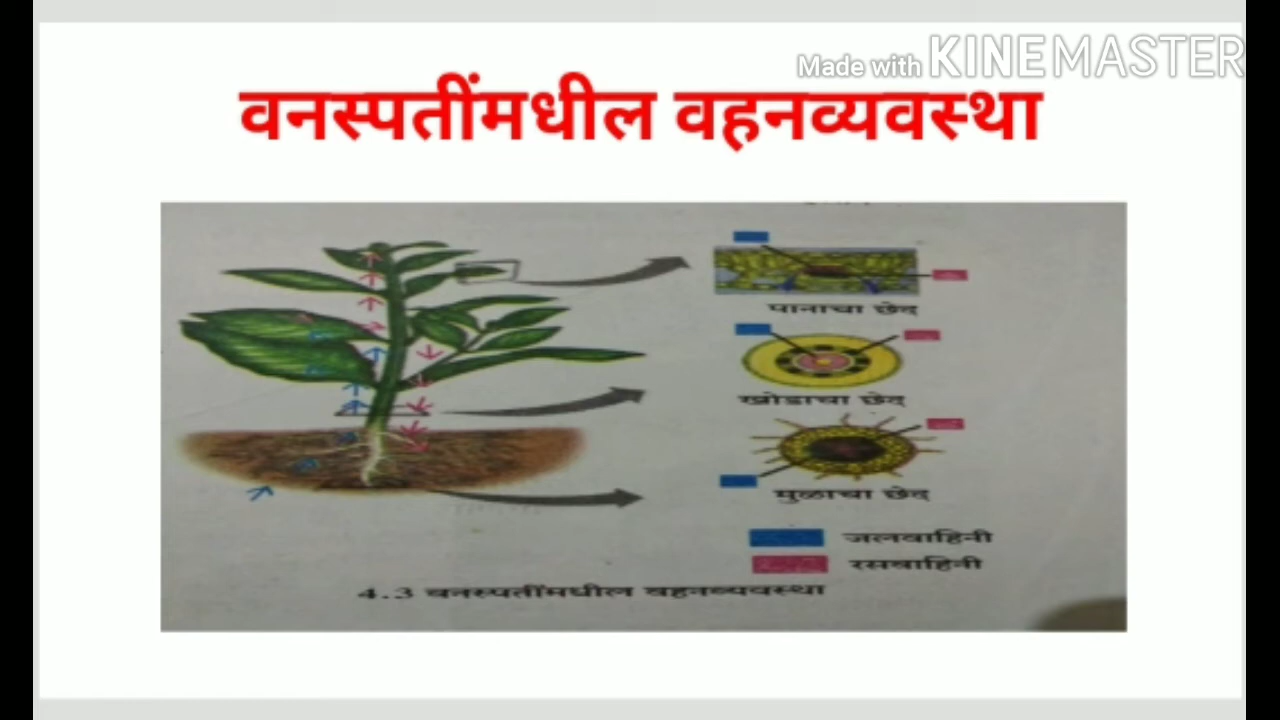 Made with KINEMASTER
वनस्पतींमधील वहनव्यवस्था
पानाचा छेद
खोडाचा छेद
मुळाचा छेद
जलवाहिनी
रसवाहिनी
4.3 वनस्पतींमधील वहनव्यवस्था